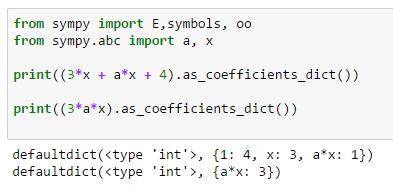 from sympy import E,symbols, oo
from sympy.abc import a, x
print((3*x + a*x + 4).as_coefficients_dict())
print((3*a*x).as_coefficients_dict())
defaultdict(<type 'int'>, {1: 4, x: 3, a*x: 1})
defaultdict(<type 'int'>, {a*x: 3})